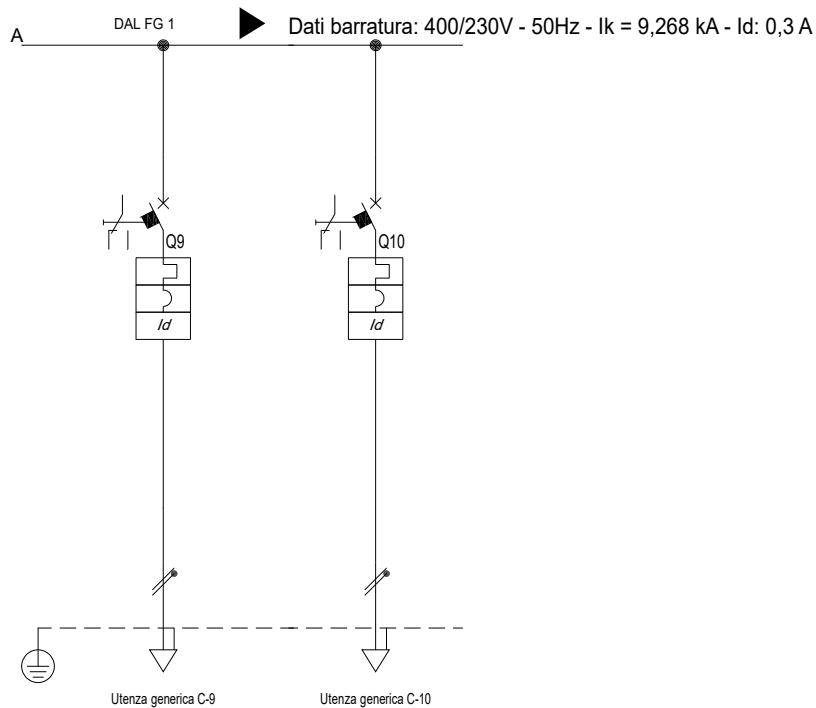 DAL FG 1
Dati barratura: 400/230V - 50Hz - Ik = 9,268 kA - Id: 0,3 A
A
Q9
Q10
Id
Id
Utenza generica C-9
Utenza generica C-10